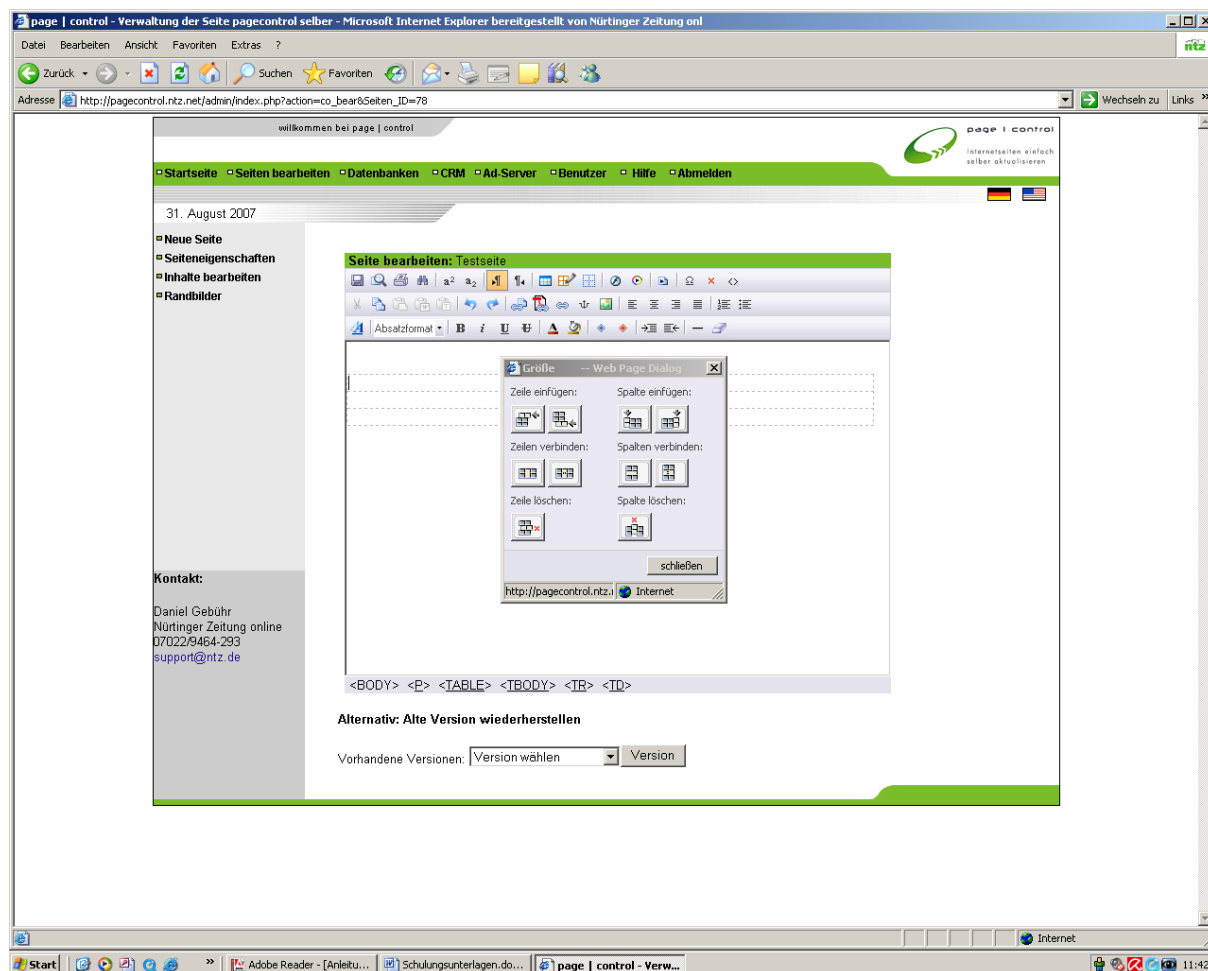 page | control - Verwaltung der Seite pagecontrol selber - Microsoft Internet Explorer bereitgestellt von Nürtinger Zeitung onl
Datei Bearbeiten Ansicht Favoriten Extras ?
ntz
Zurück Suchen Favoriten
Adresse http://pagecontrol.ntz.net/admin/index.php?action=co_bear&Seiten_ID=78 Wechseln zu Links »
willkommen bei page | control
page | control
Internetseiten einfach
selber aktualisieren
Startseite Seiten bearbeiten Datenbanken CRM Ad-Server Benutzer Hilfe Abmelden
31. August 2007
Neue Seite
Seiteneigenschaften
Inhalte bearbeiten
Randbilder
Seite bearbeiten: Testseite
Absatzformat B i U U A
Größe -- Web Page Dialog
Zeile einfügen: Spalte einfügen:
Zeilen verbinden: Spalten verbinden:
Zeile löschen: Spalte löschen:
schließen
http://pagecontrol.ntz.i Internet
Kontakt:
Daniel Gebühr
Nürtinger Zeitung online
07022/9464-293
support@ntz.de
<BODY> <P> <TABLE> <TBODY> <TR> <TD>
Alternativ: Alte Version wiederherstellen
Vorhandene Versionen: Version wählen Version
Internet
Start » Adobe Reader - [Anleitu... Schulungsunterlagen.do... page | control - Verw... 11:42